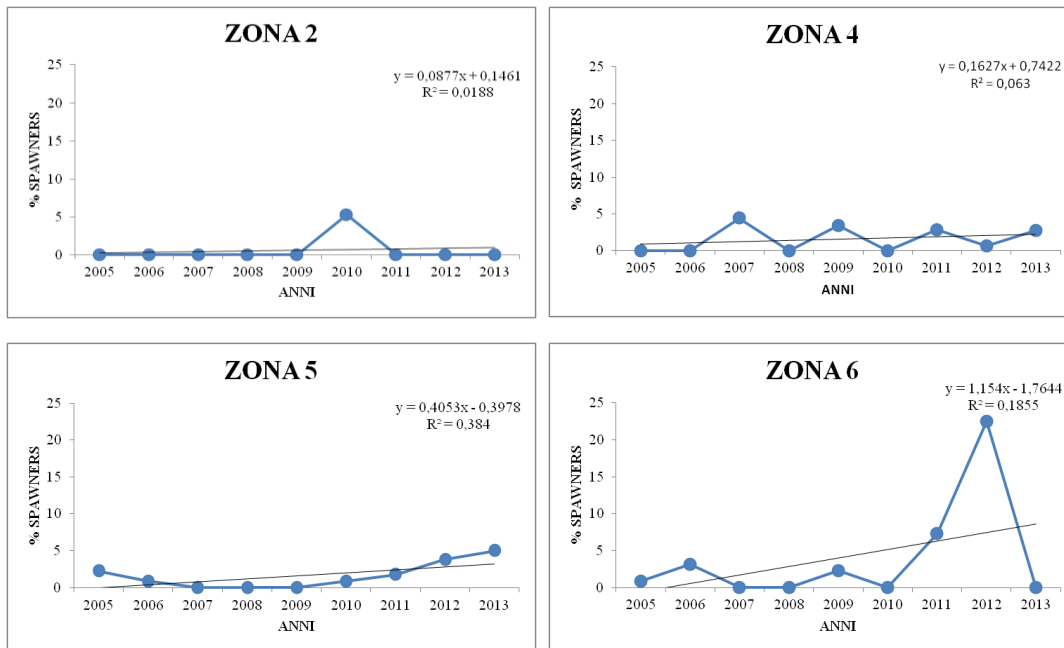 ZONA 2
y = 0,0877x + 0,1461
R² = 0,0188
% SPAWNERS
25
20
15
10
5
0
2005 2006 2007 2008 2009 2010 2011 2012 2013
ANNI
ZONA 4
y = 0,1627x + 0,7422
R² = 0,063
% SPAWNERS
25
20
15
10
5
0
2005 2006 2007 2008 2009 2010 2011 2012 2013
ANNI
ZONA 5
y = 0,4053x - 0,3978
R² = 0,384
% SPAWNERS
25
20
15
10
5
0
2005 2006 2007 2008 2009 2010 2011 2012 2013
ANNI
ZONA 6
y = 1,154x - 1,7644
R² = 0,1855
% SPAWNERS
25
20
15
10
5
0
2005 2006 2007 2008 2009 2010 2011 2012 2013
ANNI